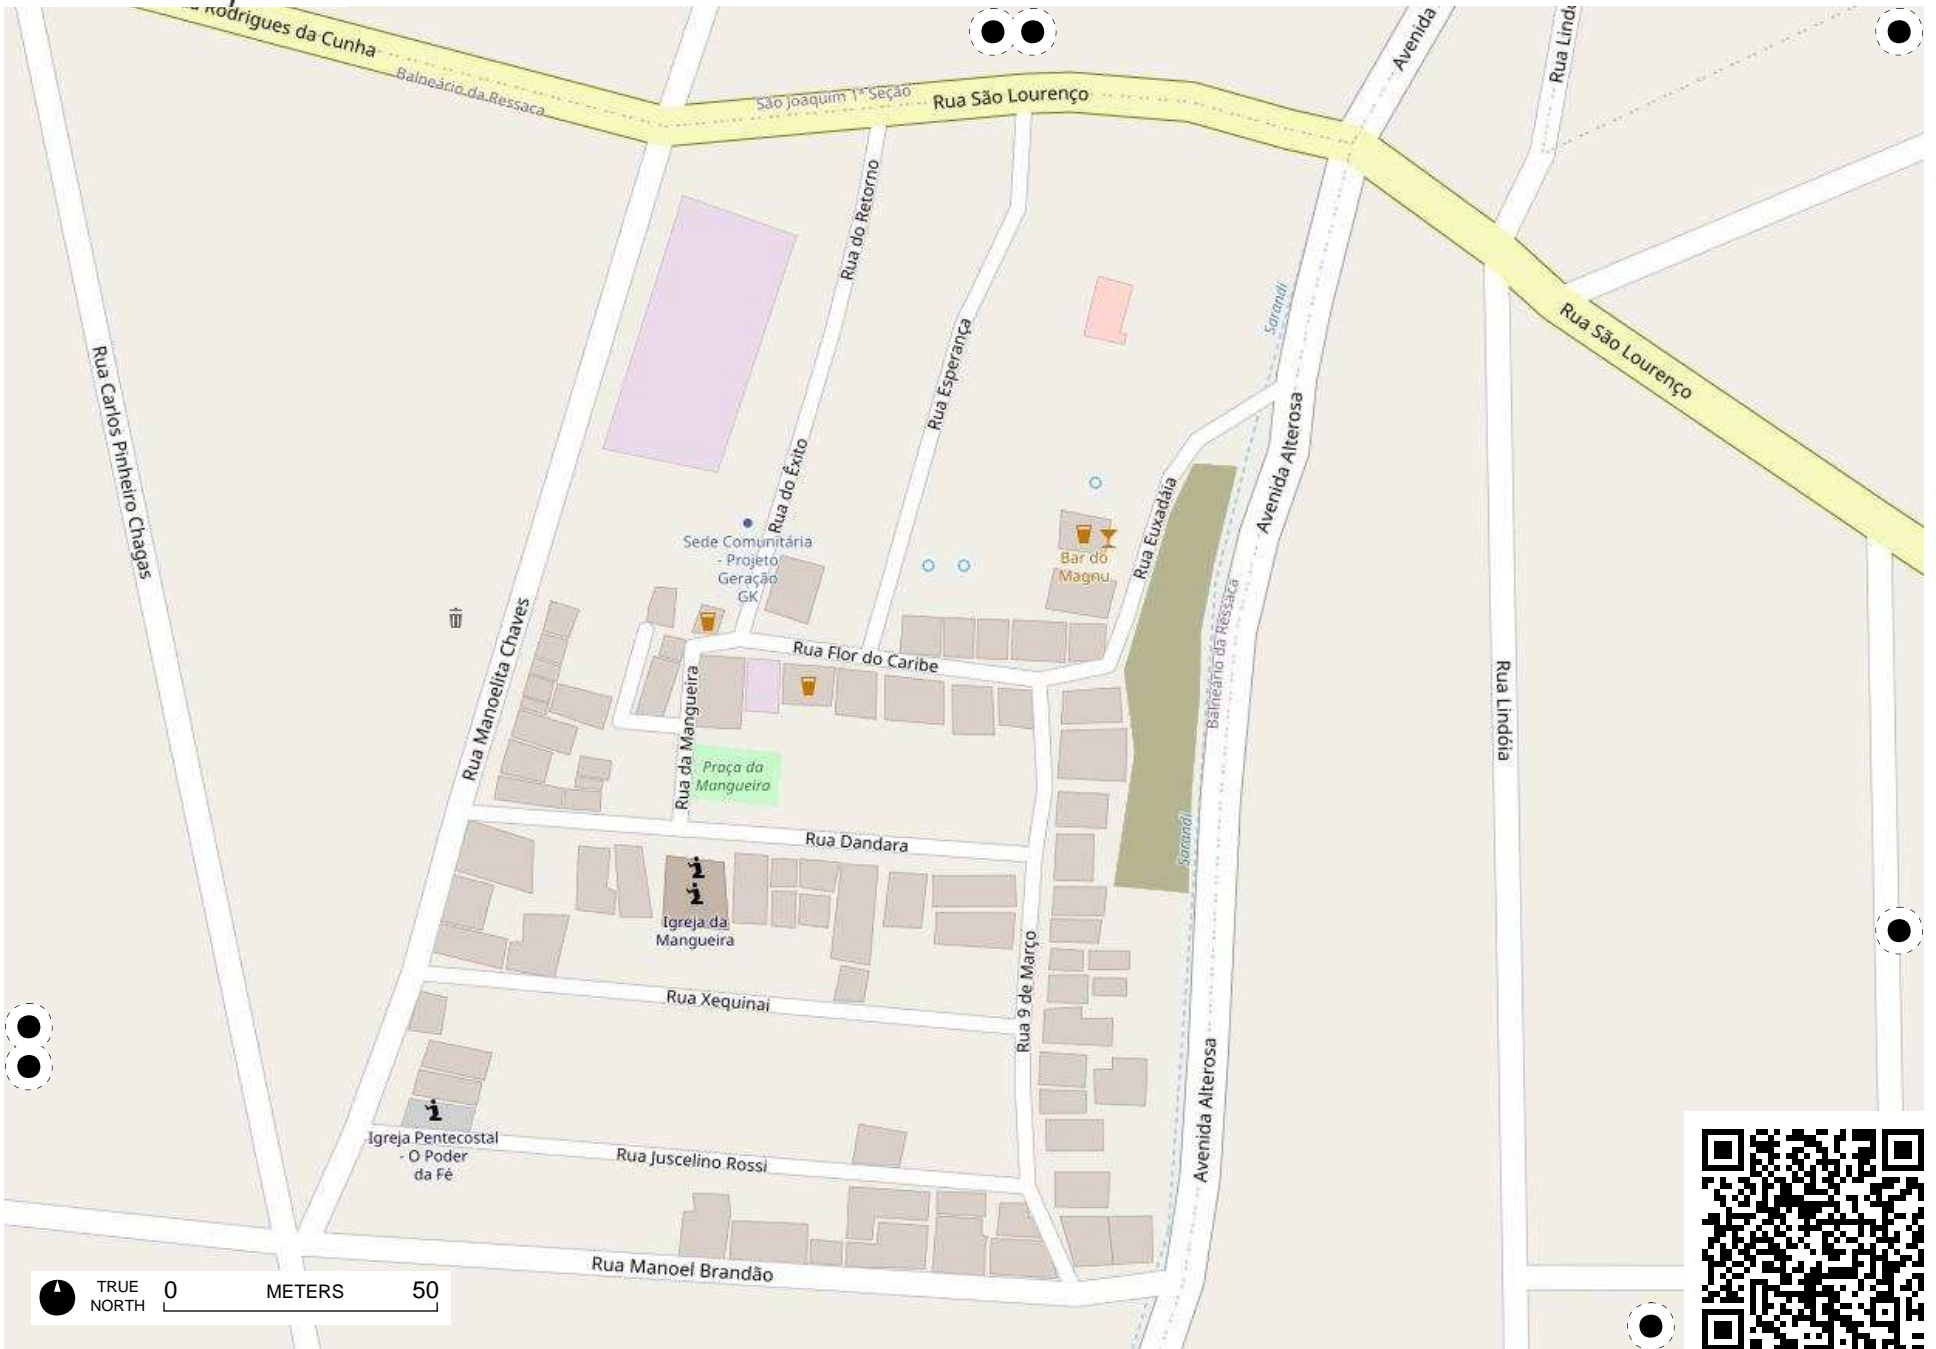 Rodrigues da Cunha
Balneário da Ressaca
São Joaquim 1ª Seção
Rua São Lourenço
Avenida
Rua Lind
Rua do Retorno
Sarandi
Rua São Lourenço
Rua Carlos Pinheiro Chagas
Rua Esperança
Avenida Alterosa
Rua do Êxito
Rua Euxadáia
Sede Comunitária
- Projeto
Geração
GK
Bar do
Magnu
Rua Manoelita Chaves
Rua Flor do Caribe
Balneário da Ressaca
Rua Lindóia
Rua da Mangueira
Praça da
Mangueira
Rua Dandara
Sarandi
Igreja da
Mangueira
Rua Xequinai
Rua 9 de Março
Avenida Alterosa
Igreja Pentecostal
- O Poder
da Fé
Rua Juscelino Rossi
Rua Manoel Brandão
TRUE
NORTH
0 METERS 50